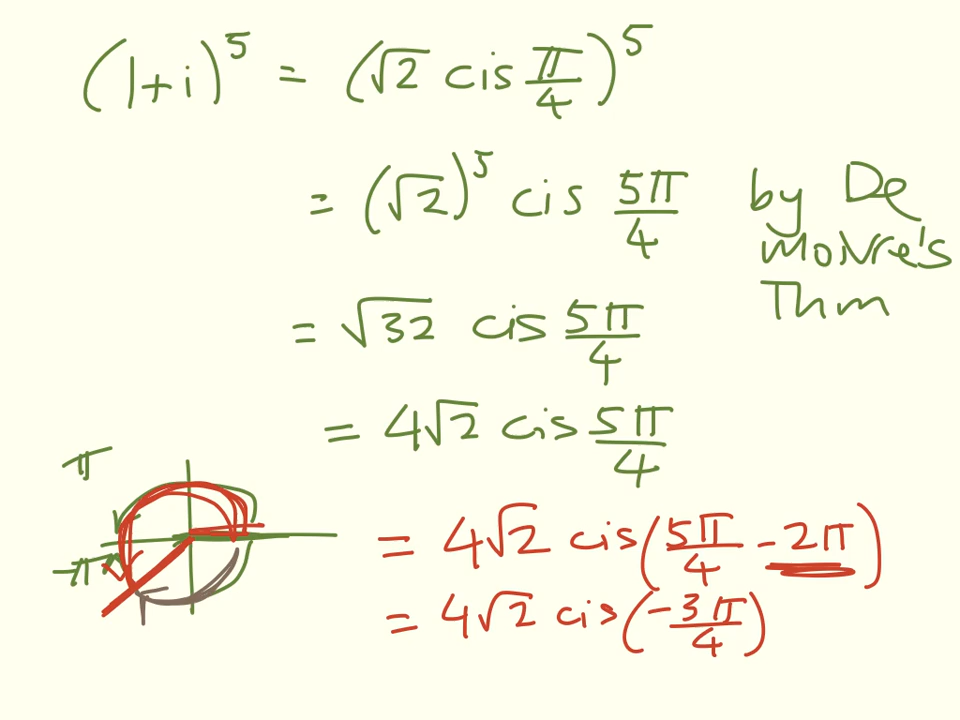 (1+i)^5 = (√2 cis π/4)^5
= (√2)^5 cis 5π/4 by De
Moivre's
Thm
= √32 cis 5π/4
= 4√2 cis 5π/4
π
= 4√2 cis(5π/4 - 2π)
-π
= 4√2 cis(-3π/4)